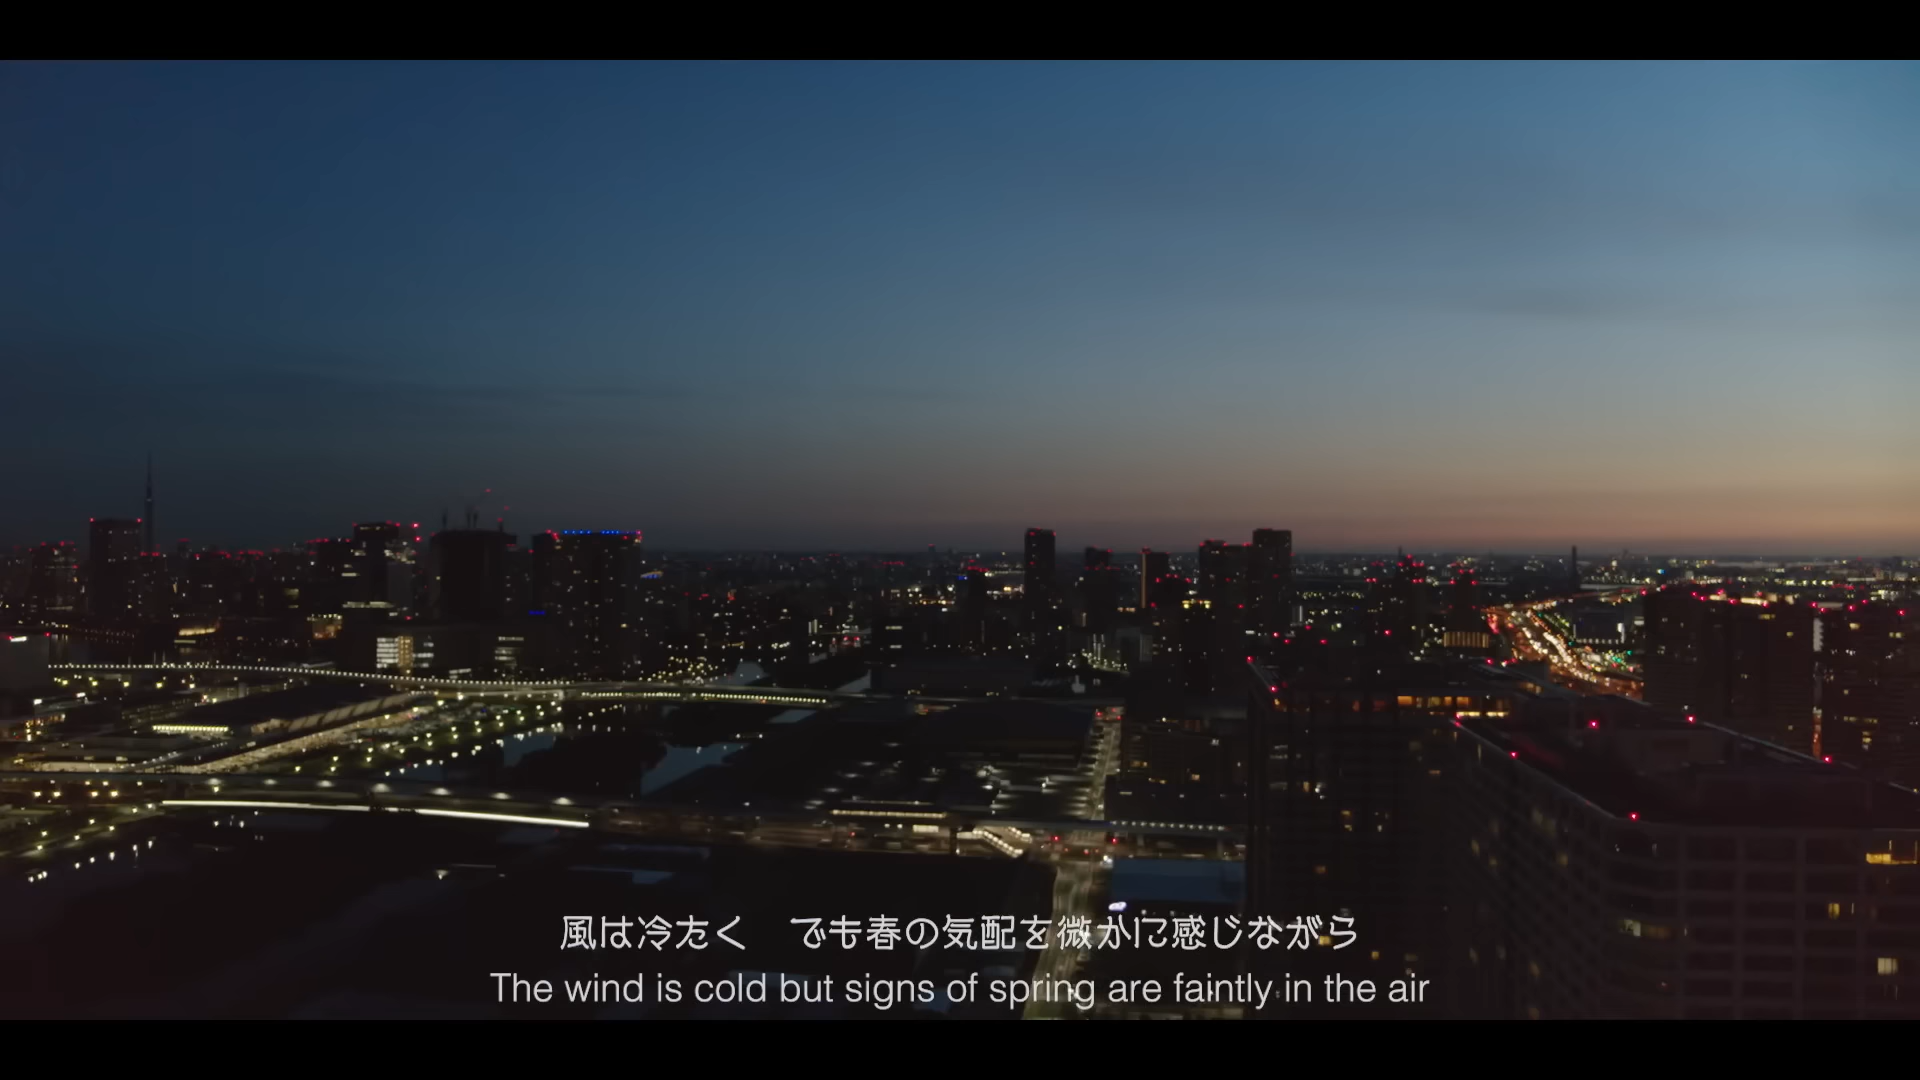 風は冷たく　でも春の気配を微かに感じながら
The wind is cold but signs of spring are faintly in the air